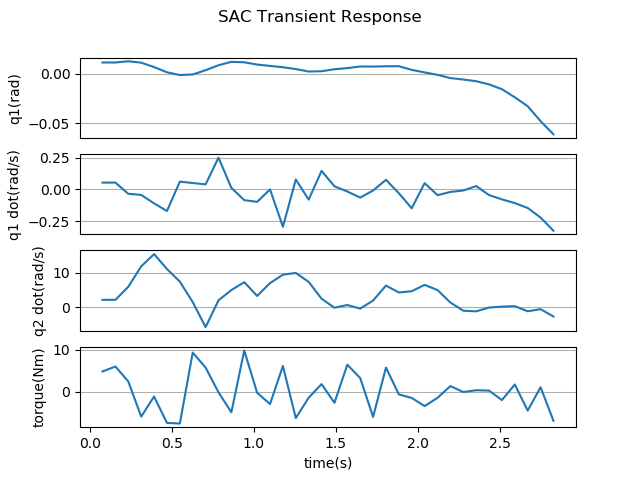 SAC Transient Response
q1(rad)
0.00
−0.05
q1 dot(rad/s)
0.25
0.00
−0.25
q2 dot(rad/s)
10
0
torque(Nm)
10
0
0.0 0.5 1.0 1.5 2.0 2.5
time(s)